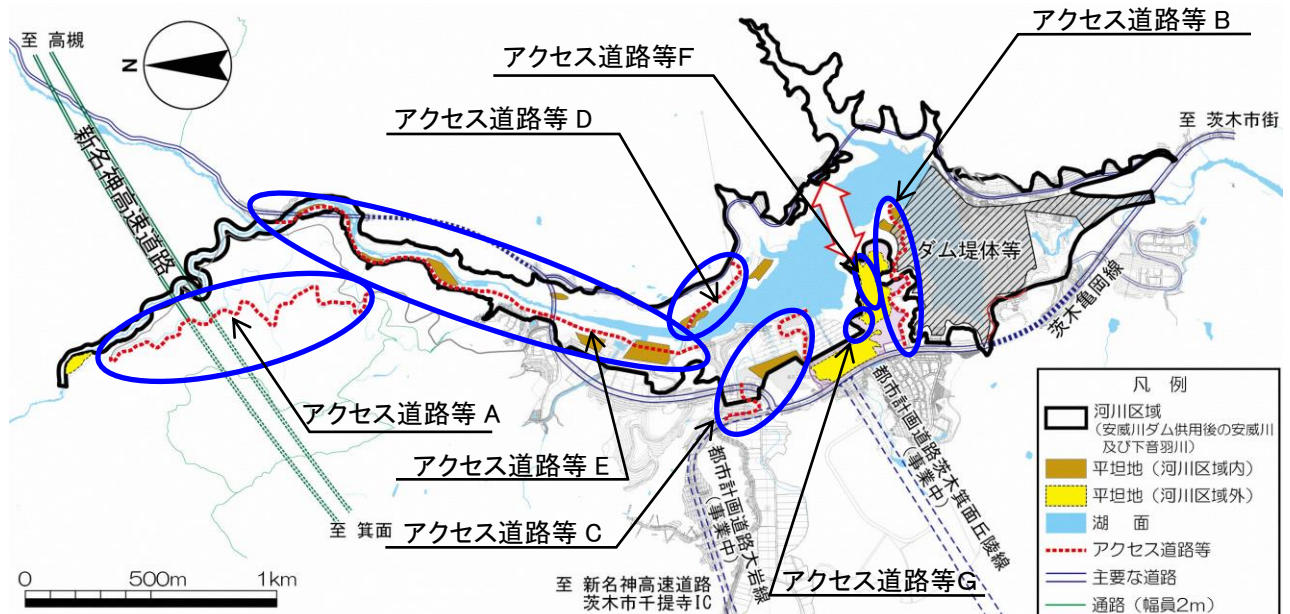 アクセス道路等 B
至 高槻
アクセス道路等F
N
アクセス道路等 D
至 茨木市街
新名神高速道路
ダム堤体等
茨木亀岡線
アクセス道路等 A
アクセス道路等 E
アクセス道路等 C
至 箕面
都市計画道路大岩線
(事業中)
都市計画道路茨木箕面丘陵線
(事業中)
アクセス道路等G
至 新名神高速道路
茨木市千提寺IC
0 500m 1km
凡 例
河川区域
(安威川ダム供用後の安威川
及び下音羽川)
平坦地(河川区域内)
平坦地(河川区域外)
湖 面
アクセス道路等
主要な道路
通路(幅員2m)